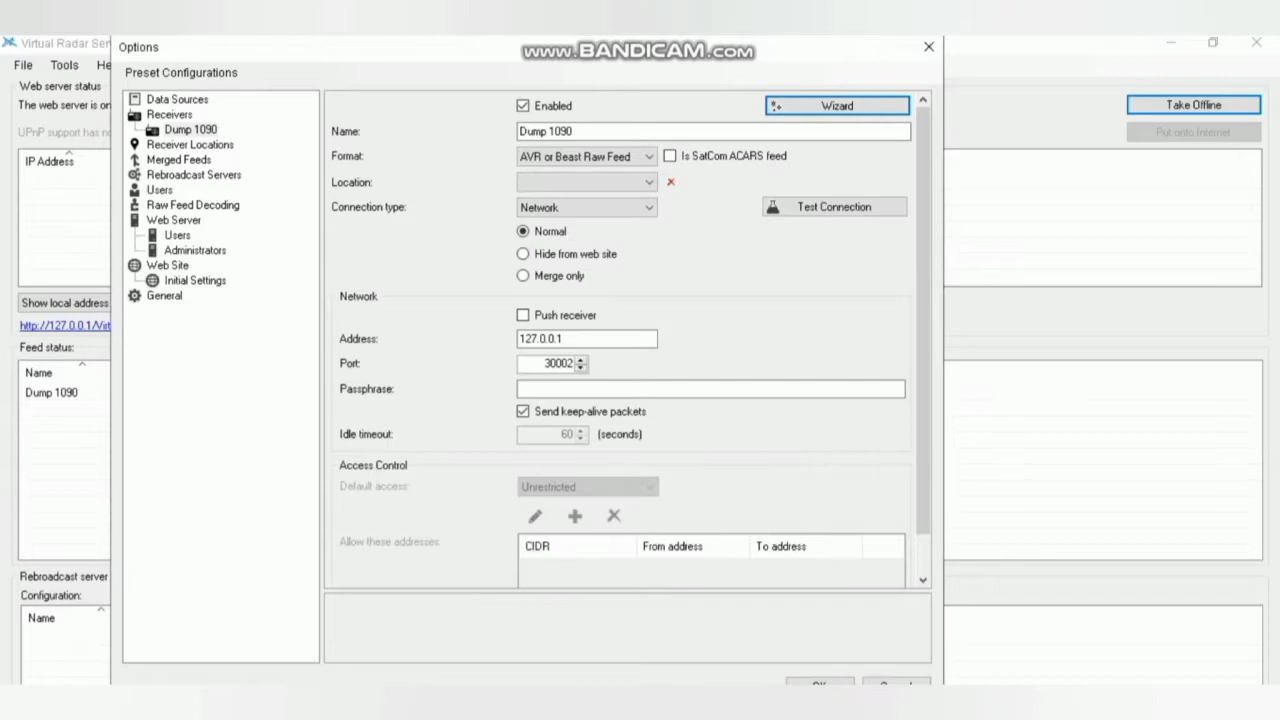 www.BANDICAM.com
Virtual Radar Ser
Options
File Tools He
Preset Configurations
Web server status
The web server is on
UPnP support has no
IP Address
Data Sources
Receivers
Dump 1090
Receiver Locations
Merged Feeds
Rebroadcast Servers
Users
Raw Feed Decoding
Web Server
Users
Administrators
Web Site
Initial Settings
General
Enabled
Wizard
Name: Dump 1090
Format: AVR or Beast Raw Feed Is SatCom ACARS feed
Location:
Connection type: Network Test Connection
Normal
Hide from web site
Merge only
Network
Push receiver
Address: 127.0.0.1
Port: 30002
Passphrase:
Send keep-alive packets
Idle timeout: 60 (seconds)
Access Control
Default access: Unrestricted
Allow these addresses
CIDR From address To address
Take Offline
Put onto Internet
Show local address
http://127.0.0.1/Virt
Feed status:
Name
Dump 1090
Rebroadcast server
Configuration:
Name